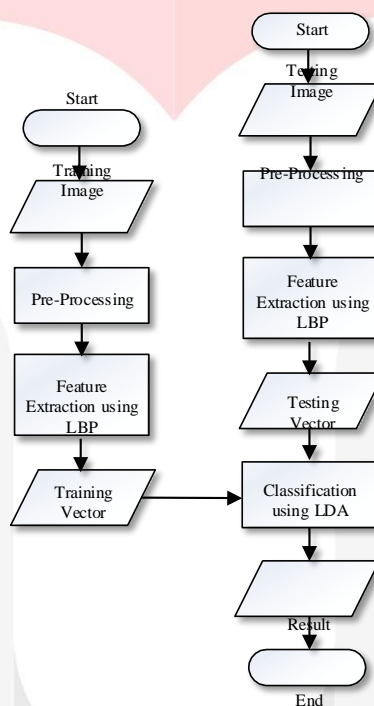 Start
Training
Image
Pre-Processing
Feature
Extraction using
LBP
Training
Vector
Start
Testing
Image
Pre-Processing
Feature
Extraction using
LBP
Testing
Vector
Classification
using LDA
Result
End